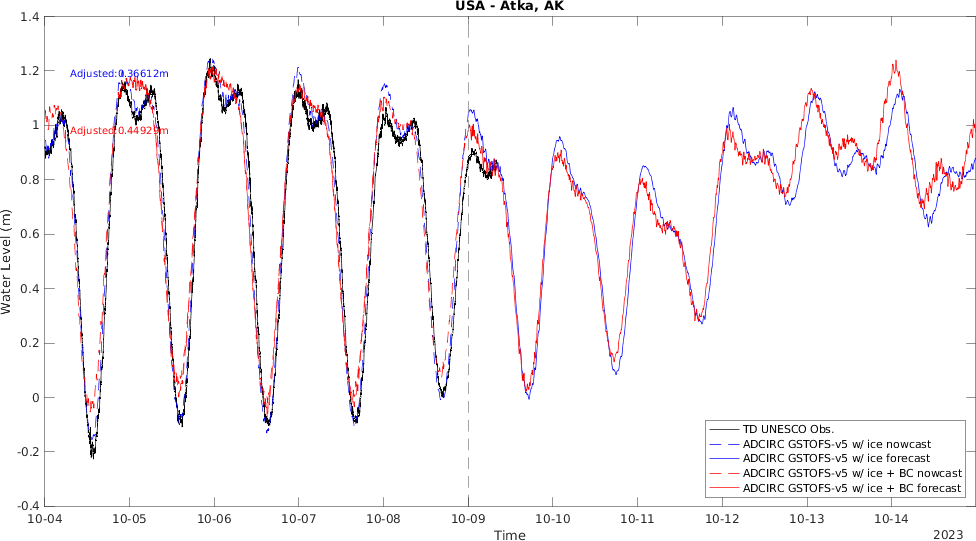 USA - Atka, AK
1.4
1.2
1
0.8
0.6
0.4
0.2
0
-0.2
-0.4
Water Level (m)
Adjusted:0.36612m
Adjusted:0.44929m
TD UNESCO Obs.
ADCIRC GSTOFS-v5 w/ ice nowcast
ADCIRC GSTOFS-v5 w/ ice forecast
ADCIRC GSTOFS-v5 w/ ice + BC nowcast
ADCIRC GSTOFS-v5 w/ ice + BC forecast
10-04 10-05 10-06 10-07 10-08 10-09 10-10 10-11 10-12 10-13 10-14
Time
2023